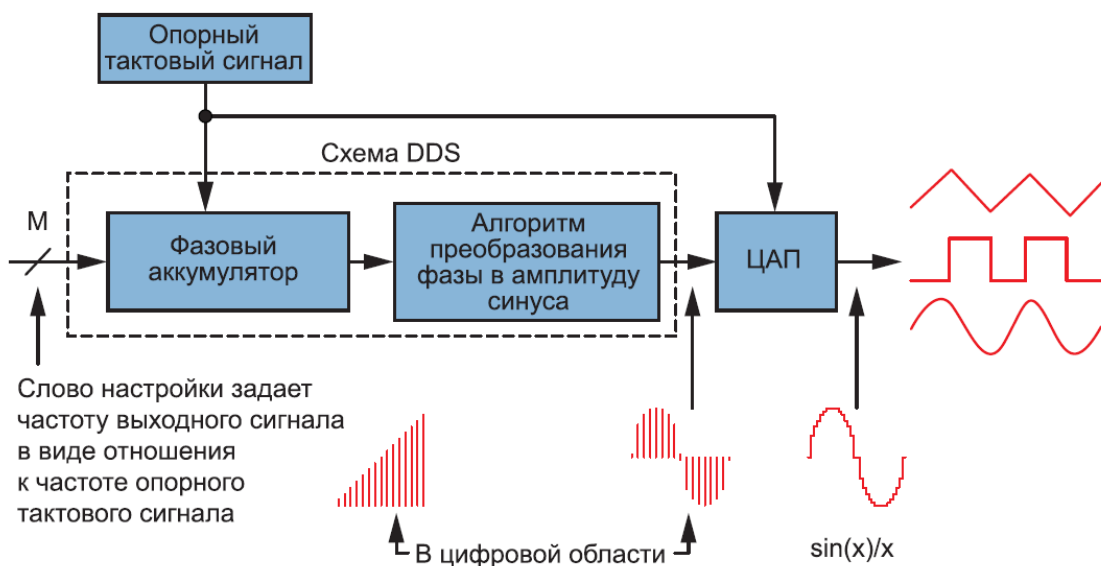 Опорный
тактовый сигнал
Схема DDS
M
Фазовый
аккумулятор
Алгоритм
преобразования
фазы в амплитуду
синуса
ЦАП
Слово настройки задает
частоту выходного сигнала
в виде отношения
к частоте опорного
тактового сигнала
В цифровой области
sin(x)/x